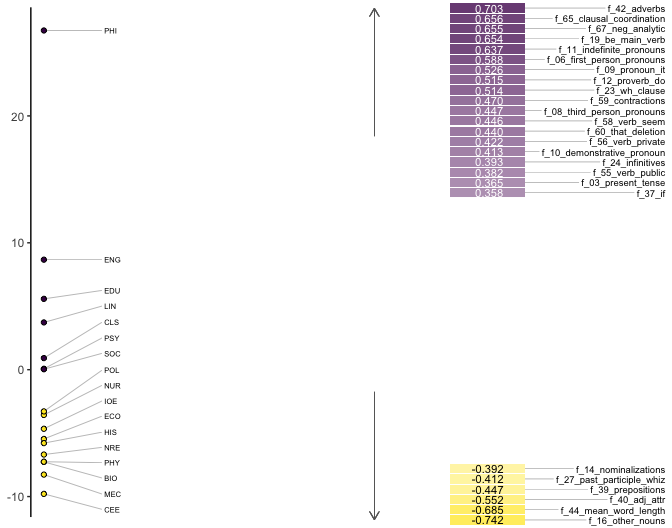 20
10
0
-10
PHI
ENG
EDU
LIN
CLS
PSY
SOC
POL
NUR
IOE
ECO
HIS
NRE
PHY
BIO
MEC
CEE
0.703 f_42_adverbs
0.656 f_65_clausal_coordination
0.655 f_67_neg_analytic
0.654 f_19_be_main_verb
0.637 f_11_indefinite_pronouns
0.588 f_06_first_person_pronouns
0.526 f_09_pronoun_it
0.515 f_12_proverb_do
0.514 f_23_wh_clause
0.470 f_59_contractions
0.447 f_08_third_person_pronouns
0.446 f_58_verb_seem
0.440 f_60_that_deletion
0.422 f_56_verb_private
0.413 f_10_demonstrative_pronoun
0.393 f_24_infinitives
0.382 f_55_verb_public
0.365 f_03_present_tense
0.358 f_37_if
-0.392 f_14_nominalizations
-0.412 f_27_past_participle_whiz
-0.447 f_39_prepositions
-0.552 f_40_adj_attr
-0.685 f_44_mean_word_length
-0.742 f_16_other_nouns